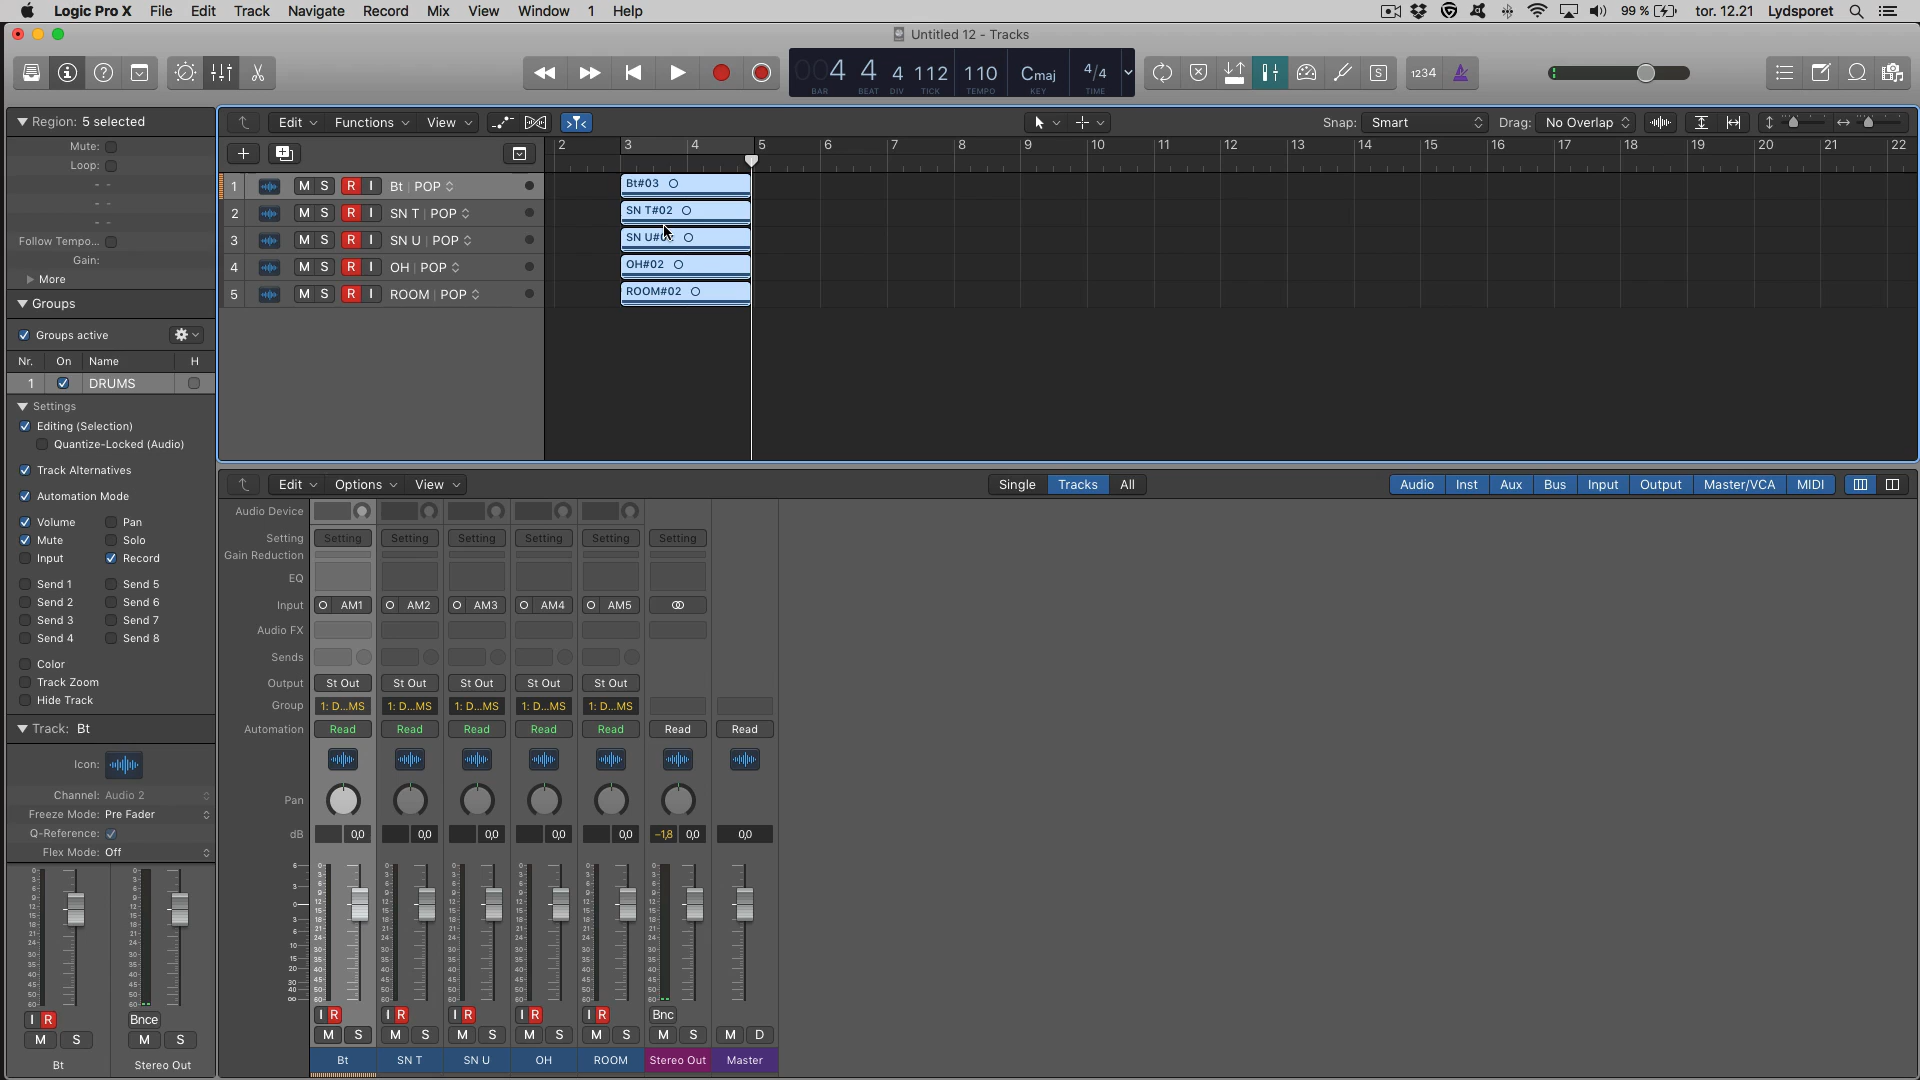 Logic Pro X File Edit Track Navigate Record Mix View Window 1 Help 99 % tor. 12.21 Lydsporet
Untitled 12 - Tracks
004 4 4 112 110 Cmaj 4/4 1234
BAR BEAT DIV TICK TEMPO KEY TIME
Region: 5 selected
Edit Functions View Snap: Smart Drag: No Overlap
Mute:
Loop:
Follow Tempo...
Gain:
More
2 3 4 5 6 7 8 9 10 11 12 13 14 15 16 17 18 19 20 21 22
1 M S R I Bt POP Bt#03
2 M S R I SN T POP SN T#02
3 M S R I SN U POP SN U#
4 M S R I OH POP OH#02
5 M S R I ROOM POP ROOM#02
Groups
Groups active
Nr. On Name H
1 DRUMS
Settings
Editing (Selection)
Quantize-Locked (Audio)
Track Alternatives
Automation Mode
Volume Pan
Mute Solo
Input Record
Send 1 Send 5
Send 2 Send 6
Send 3 Send 7
Send 4 Send 8
Color
Track Zoom
Hide Track
Track: Bt
Icon:
Channel: Audio 2
Freeze Mode: Pre Fader
Q-Reference:
Flex Mode: Off
I R Bnce
M S M S
Bt Stereo Out
Edit Options View Single Tracks All Audio Inst Aux Bus Input Output Master/VCA MIDI
Audio Device
Setting Setting Setting Setting Setting Setting Setting
Gain Reduction
EQ
Input AM1 AM2 AM3 AM4 AM5
Audio FX
Sends
Output St Out St Out St Out St Out St Out
Group 1: D...MS 1: D...MS 1: D...MS 1: D...MS 1: D...MS
Automation Read Read Read Read Read Read Read
Pan
dB 0,0 0,0 0,0 0,0 0,0 -1,8 0,0 0,0
I R I R I R I R I R Bnc
M S M S M S M S M S M S M D
Bt SN T SN U OH ROOM Stereo Out Master